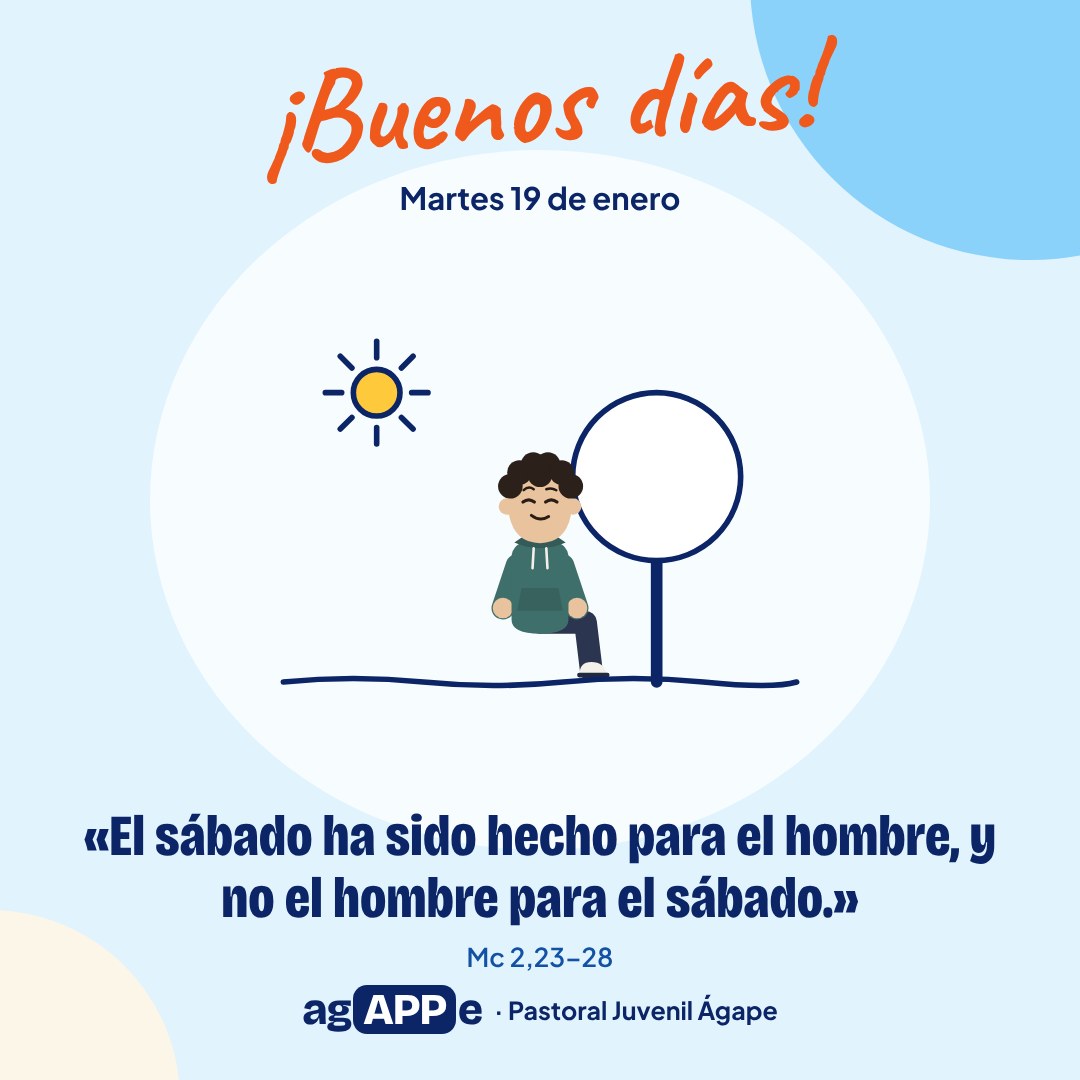 ¡Buenos días!
Martes 19 de enero
«El sábado ha sido hecho para el hombre, y
no el hombre para el sábado.»
Mc 2,23–28
agAPPe · Pastoral Juvenil Ágape